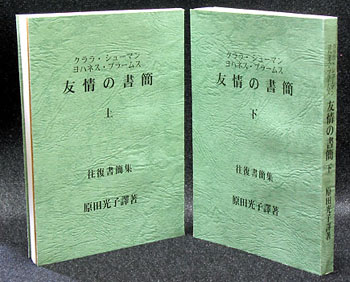 クララ・シューマン
ヨハネス・ブラームス
友情の書簡
上
往復書簡集
原田光子譯著
クララ・シューマン
ヨハネス・ブラームス
友情の書簡
下
往復書簡集
原田光子譯著
友情の書簡
原田光子譯著